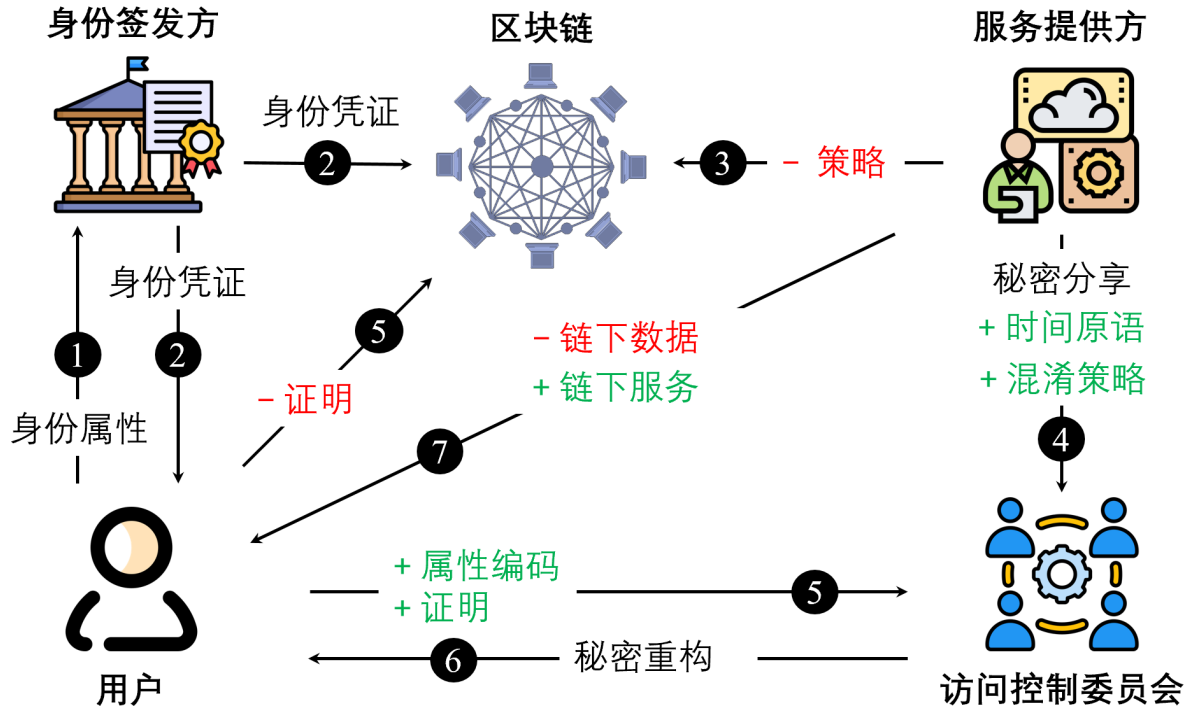 身份签发方
区块链
服务提供方
身份凭证
2
3
- 策略
身份凭证
秘密分享
+ 时间原语
+ 混淆策略
1
2
5
- 链下数据
+ 链下服务
- 证明
身份属性
7
4
+ 属性编码
+ 证明
5
6
秘密重构
用户
访问控制委员会